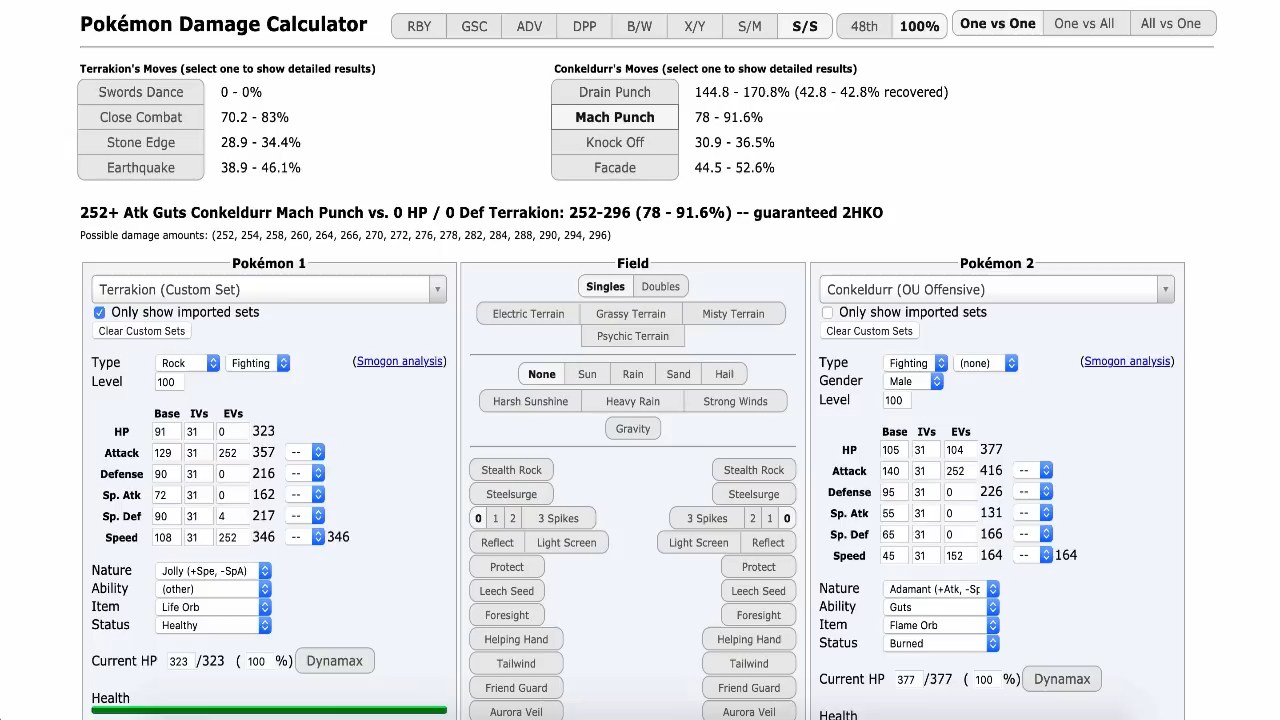 Pokémon Damage Calculator
RBY GSC ADV DPP B/W X/Y S/M S/S 48th 100% One vs One One vs All All vs One
Terrakion's Moves (select one to show detailed results)
Swords Dance 0 - 0%
Close Combat 70.2 - 83%
Stone Edge 28.9 - 34.4%
Earthquake 38.9 - 46.1%
Conkeldurr's Moves (select one to show detailed results)
Drain Punch 144.8 - 170.8% (42.8 - 42.8% recovered)
Mach Punch 78 - 91.6%
Knock Off 30.9 - 36.5%
Facade 44.5 - 52.6%
252+ Atk Guts Conkeldurr Mach Punch vs. 0 HP / 0 Def Terrakion: 252-296 (78 - 91.6%) -- guaranteed 2HKO
Possible damage amounts: (252, 254, 258, 260, 264, 266, 270, 272, 276, 278, 282, 284, 288, 290, 294, 296)
Pokémon 1
Terrakion (Custom Set)
Only show imported sets
Clear Custom Sets
Type Rock Fighting (Smogon analysis)
Level 100
Base IVs EVs
HP 91 31 0 323
Attack 129 31 252 357 --
Defense 90 31 0 216 --
Sp. Atk 72 31 0 162 --
Sp. Def 90 31 4 217 --
Speed 108 31 252 346 -- 346
Nature Jolly (+Spe, -SpA)
Ability (other)
Item Life Orb
Status Healthy
Current HP 323 /323 ( 100 %) Dynamax
Health
Field
Singles Doubles
Electric Terrain Grassy Terrain Misty Terrain
Psychic Terrain
None Sun Rain Sand Hail
Harsh Sunshine Heavy Rain Strong Winds
Gravity
Stealth Rock Stealth Rock
Steelsurge Steelsurge
0 1 2 3 Spikes 3 Spikes 2 1 0
Reflect Light Screen Light Screen Reflect
Protect Protect
Leech Seed Leech Seed
Foresight Foresight
Helping Hand Helping Hand
Tailwind Tailwind
Friend Guard Friend Guard
Aurora Veil Aurora Veil
Pokémon 2
Conkeldurr (OU Offensive)
Only show imported sets
Clear Custom Sets
Type Fighting (none) (Smogon analysis)
Gender Male
Level 100
Base IVs EVs
HP 105 31 104 377
Attack 140 31 252 416 --
Defense 95 31 0 226 --
Sp. Atk 55 31 0 131 --
Sp. Def 65 31 0 166 --
Speed 45 31 152 164 -- 164
Nature Adamant (+Atk, -Sp
Ability Guts
Item Flame Orb
Status Burned
Current HP 377 /377 ( 100 %) Dynamax
Health